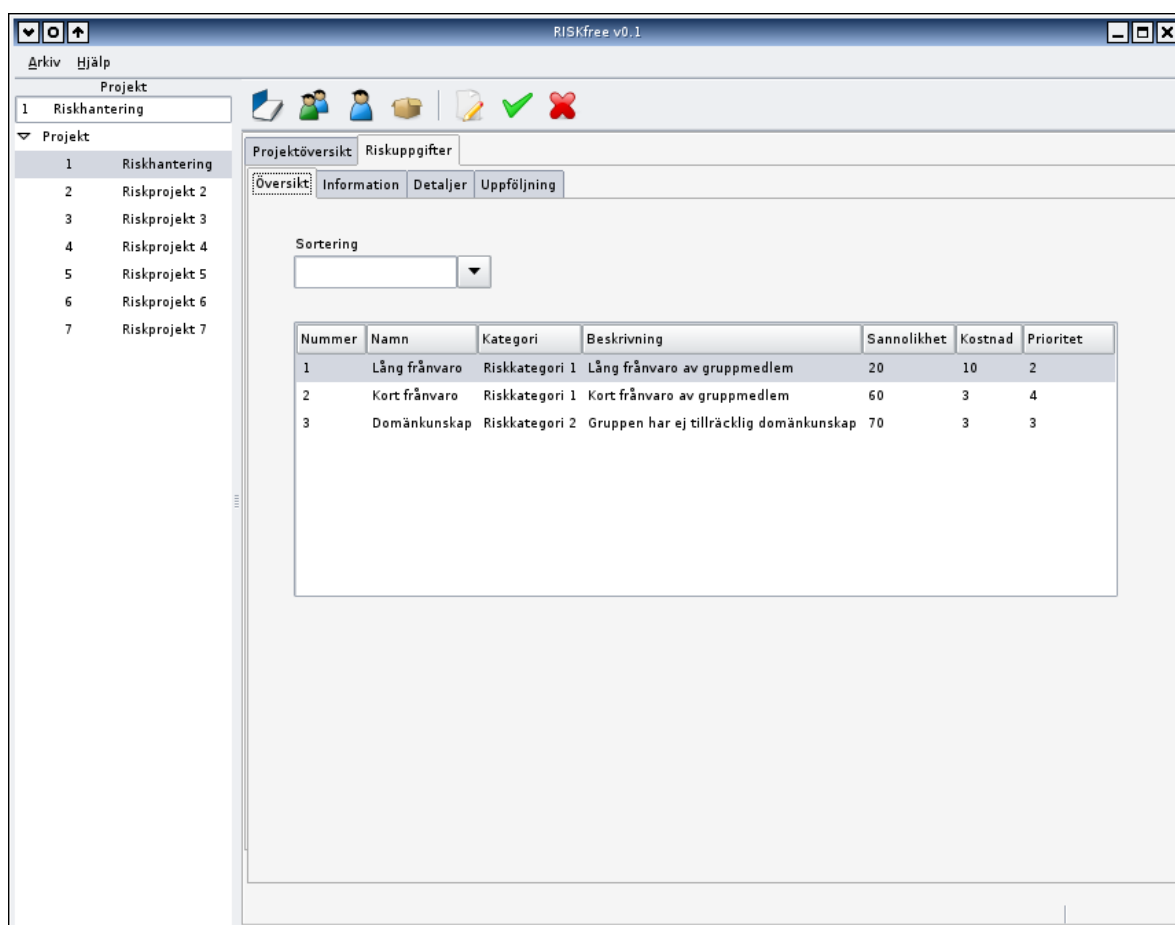 RISKfree v0.1
Arkiv Hjälp
Projekt
1 Riskhantering
Projekt
1 Riskhantering
2 Riskprojekt 2
3 Riskprojekt 3
4 Riskprojekt 4
5 Riskprojekt 5
6 Riskprojekt 6
7 Riskprojekt 7
Projektöversikt Riskuppgifter
Översikt Information Detaljer Uppföljning
Sortering
Nummer Namn Kategori Beskrivning Sannolikhet Kostnad Prioritet
1 Lång frånvaro Riskkategori 1 Lång frånvaro av gruppmedlem 20 10 2
2 Kort frånvaro Riskkategori 1 Kort frånvaro av gruppmedlem 60 3 4
3 Domänkunskap Riskkategori 2 Gruppen har ej tillräcklig domänkunskap 70 3 3